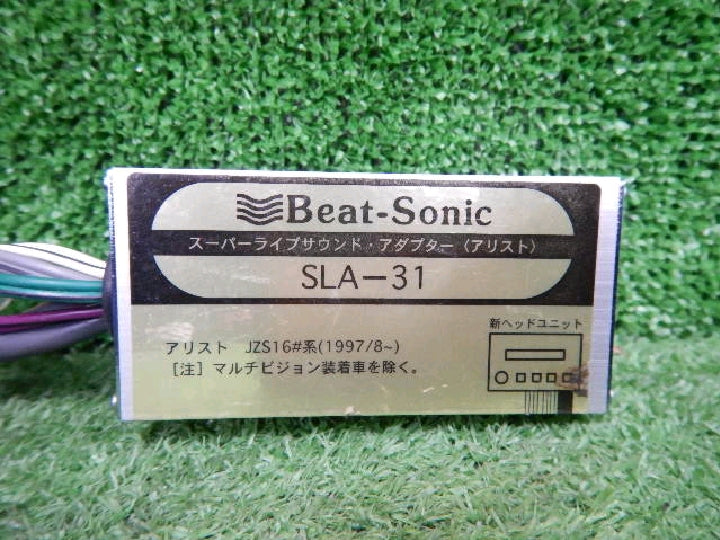 Beat-Sonic
スーパーライブサウンド・アダプター（アリスト）
SLA－31
新ヘッドユニット
アリスト JZS16#系(1997/8~)
［注］マルチビジョン装着車を除く。